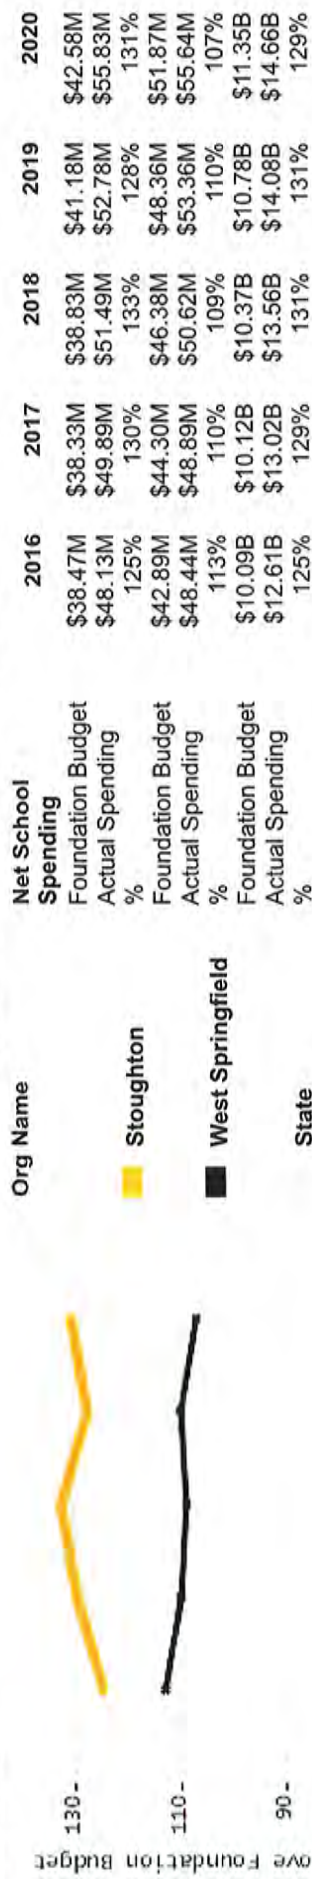 ove Foundation Budget
130-
110-
90-
Org Name Net School Spending 2016 2017 2018 2019 2020
Stoughton Foundation Budget $38.47M $38.33M $38.83M $41.18M $42.58M
Actual Spending $48.13M $49.89M $51.49M $52.78M $55.83M
% 125% 130% 133% 128% 131%
West Springfield Foundation Budget $42.89M $44.30M $46.38M $48.36M $51.87M
Actual Spending $48.44M $48.89M $50.62M $53.36M $55.64M
% 113% 110% 109% 110% 107%
State Foundation Budget $10.09B $10.12B $10.37B $10.78B $11.35B
Actual Spending $12.61B $13.02B $13.56B $14.08B $14.66B
% 125% 129% 131% 131% 129%